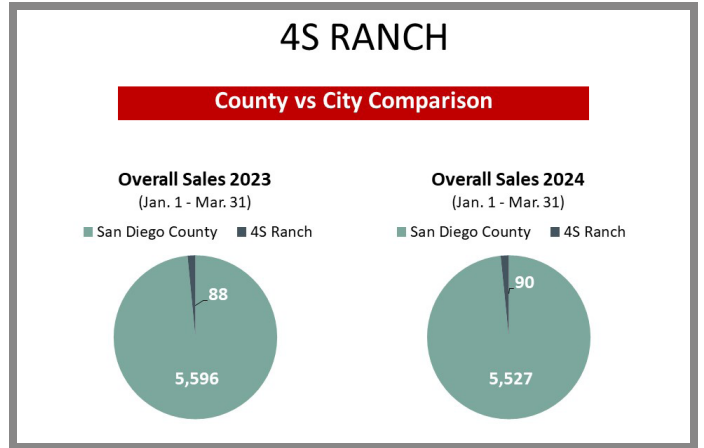 4S RANCH
County vs City Comparison
Overall Sales 2023
(Jan. 1 - Mar. 31)
San Diego County 4S Ranch
88
5,596
Overall Sales 2024
(Jan. 1 - Mar. 31)
San Diego County 4S Ranch
90
5,527